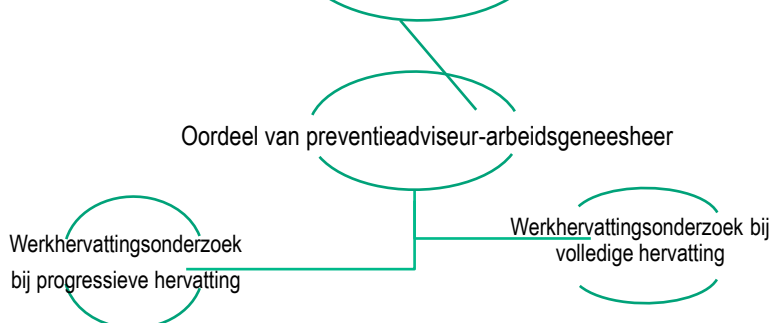 Oordeel van preventieadviseur-arbeidsgeneesheer
Werkhervattingsonderzoek
bij progressieve hervatting
Werkhervattingsonderzoek bij
volledige hervatting